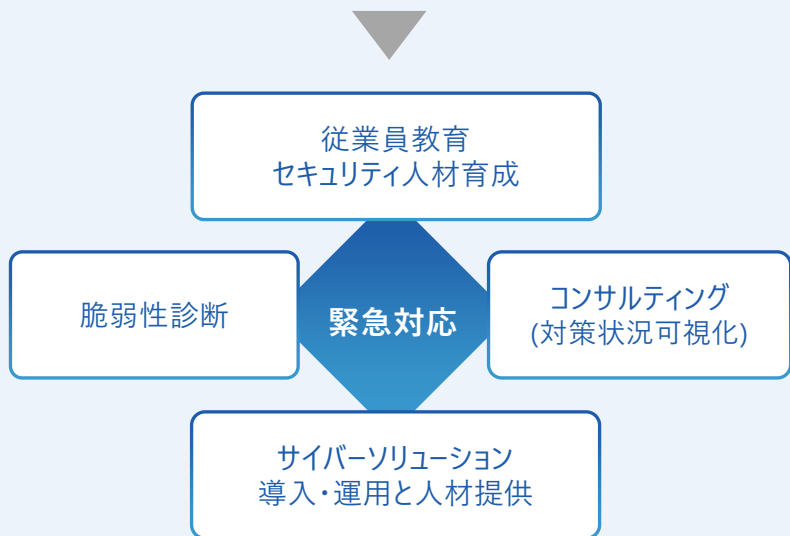 従業員教育
セキュリティ人材育成
脆弱性診断
緊急対応
コンサルティング
(対策状況可視化)
サイバーソリューション
導入・運用と人材提供